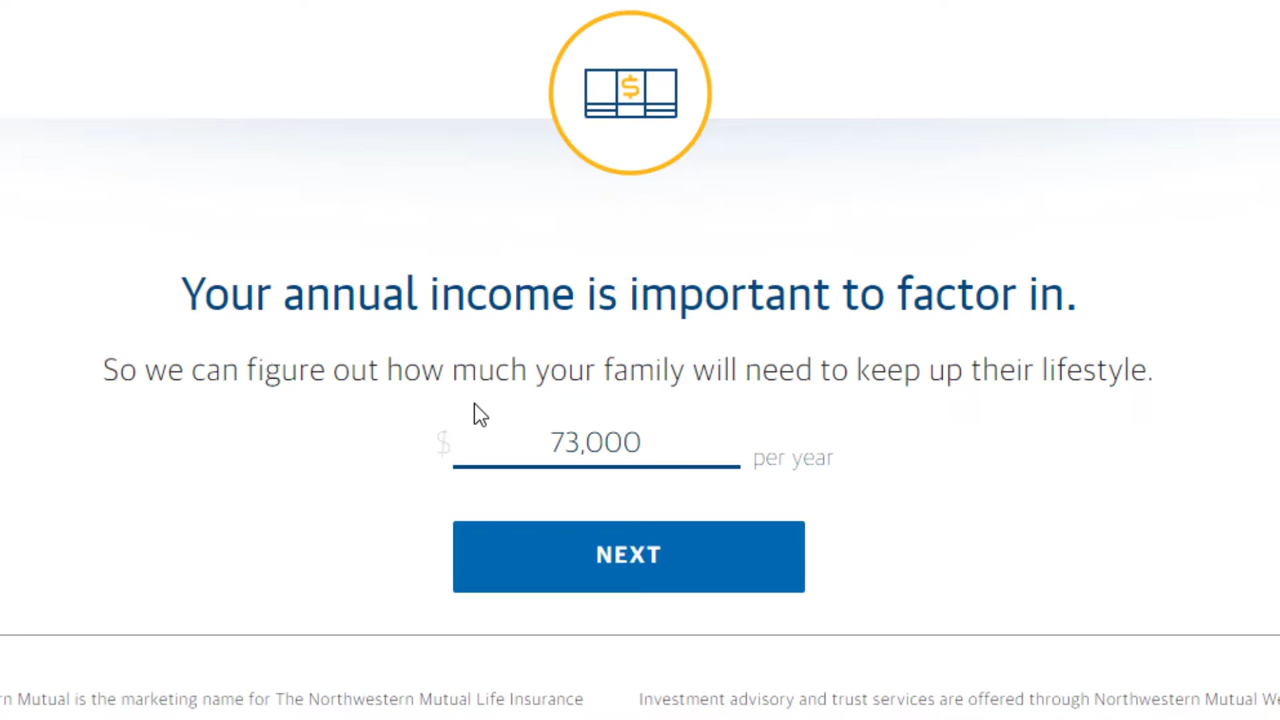 $
Your annual income is important to factor in.
So we can figure out how much your family will need to keep up their lifestyle.
$ 73,000 per year
NEXT
Mutual is the marketing name for The Northwestern Mutual Life Insurance
Investment advisory and trust services are offered through Northwestern Mutual